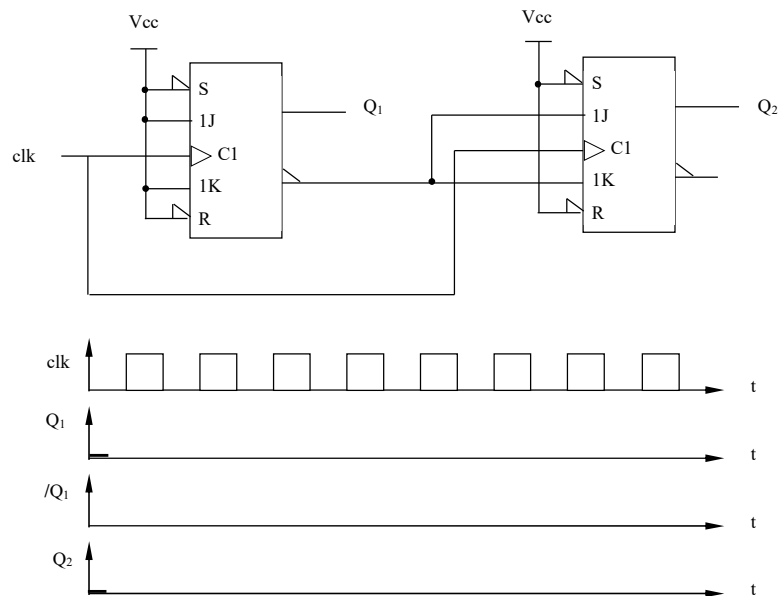 Vcc
Vcc
S
1J
clk
C1
1K
R
Q₁
S
1J
C1
1K
R
Q₂
clk
t
Q₁
t
/Q₁
t
Q₂
t